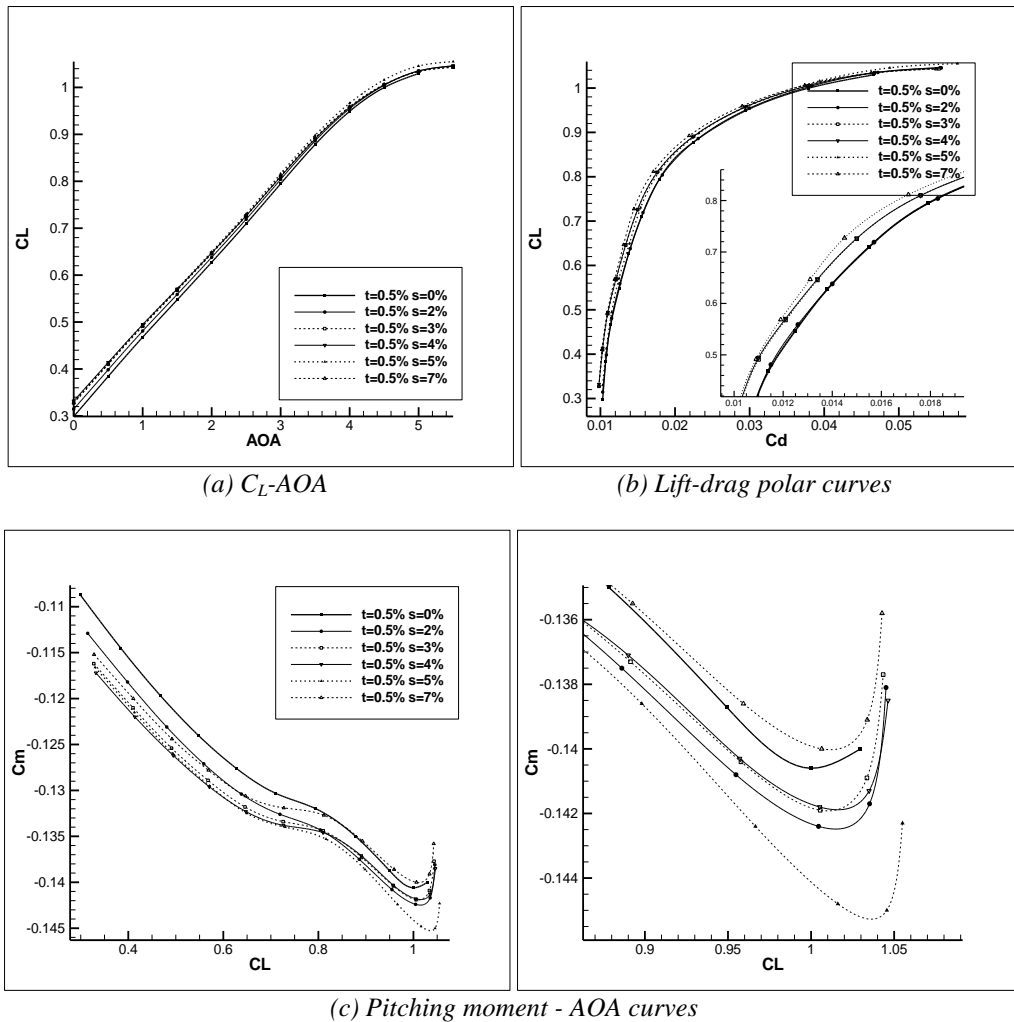 CL
1
0.9
0.8
0.7
0.6
0.5
0.4
0.3
0 1 2 3 4 5
AOA
t=0.5% s=0%
t=0.5% s=2%
t=0.5% s=3%
t=0.5% s=4%
t=0.5% s=5%
t=0.5% s=7%
(a) CL-AOA
CL
1
0.9
0.8
0.7
0.6
0.5
0.4
0.3
0.01 0.02 0.03 0.04 0.05
Cd
t=0.5% s=0%
t=0.5% s=2%
t=0.5% s=3%
t=0.5% s=4%
t=0.5% s=5%
t=0.5% s=7%
0.8
0.7
0.6
0.5
0.01 0.012 0.014 0.016 0.018
(b) Lift-drag polar curves
Cm
-0.11
-0.115
-0.12
-0.125
-0.13
-0.135
-0.14
-0.145
0.4 0.6 0.8 1
CL
t=0.5% s=0%
t=0.5% s=2%
t=0.5% s=3%
t=0.5% s=4%
t=0.5% s=5%
t=0.5% s=7%
-0.136
-0.138
-0.14
-0.142
-0.144
0.9 0.95 1 1.05
CL
(c) Pitching moment - AOA curves